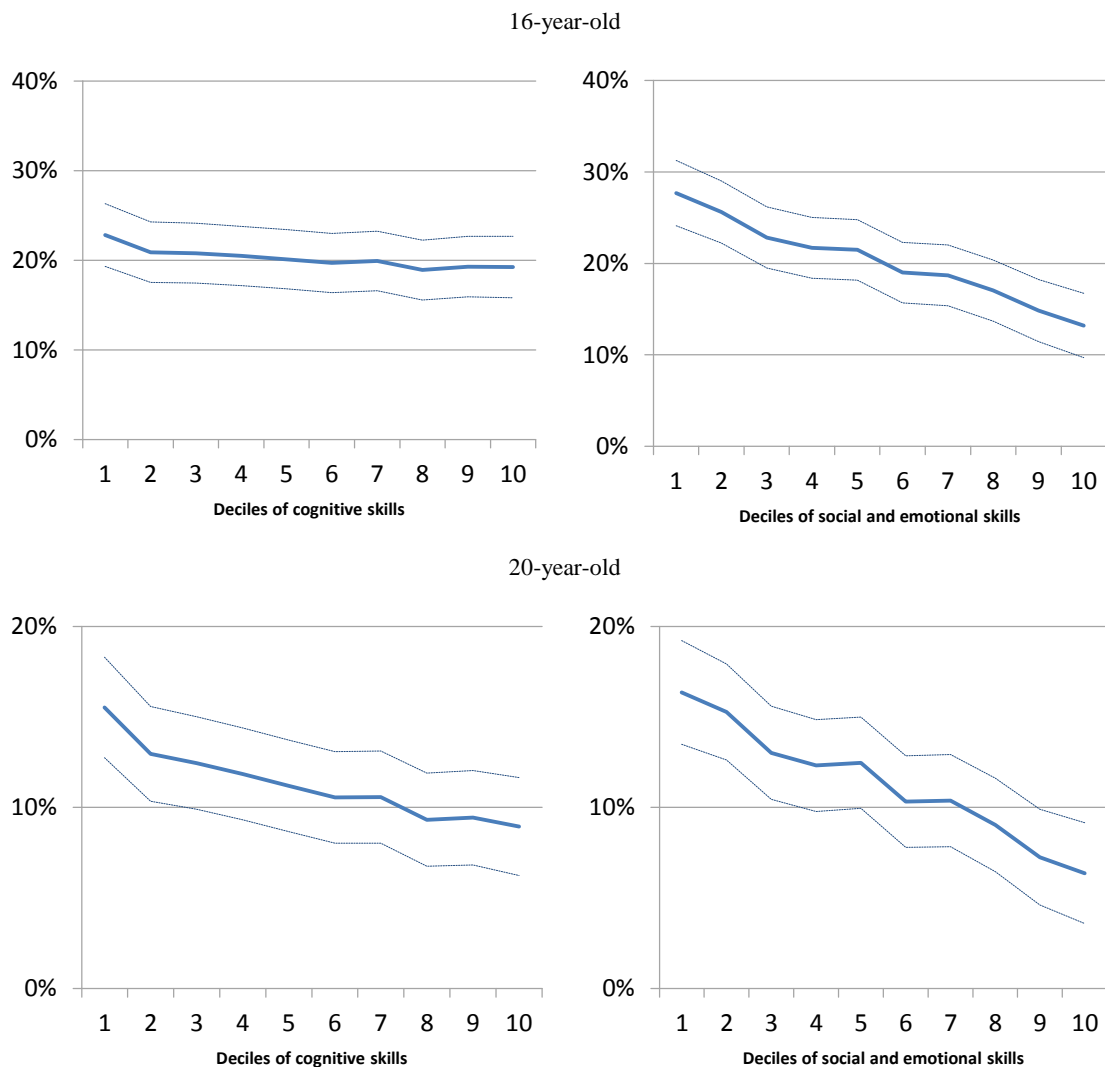 16-year-old
40%
30%
20%
10%
0%
1 2 3 4 5 6 7 8 9 10
Deciles of cognitive skills
40%
30%
20%
10%
0%
1 2 3 4 5 6 7 8 9 10
Deciles of social and emotional skills
20-year-old
20%
10%
0%
1 2 3 4 5 6 7 8 9 10
Deciles of cognitive skills
20%
10%
0%
1 2 3 4 5 6 7 8 9 10
Deciles of social and emotional skills